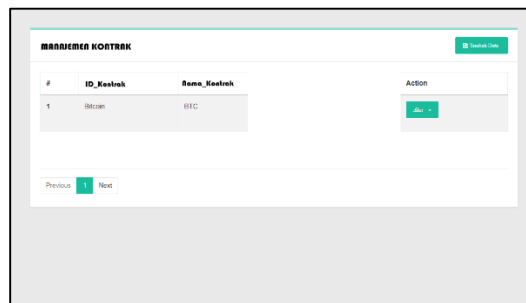 MANAJEMEN KONTRAK
Tambah Data
# ID_Kontrak Nama_Kontrak Action
1 Bitcoin BTC
Previous 1 Next